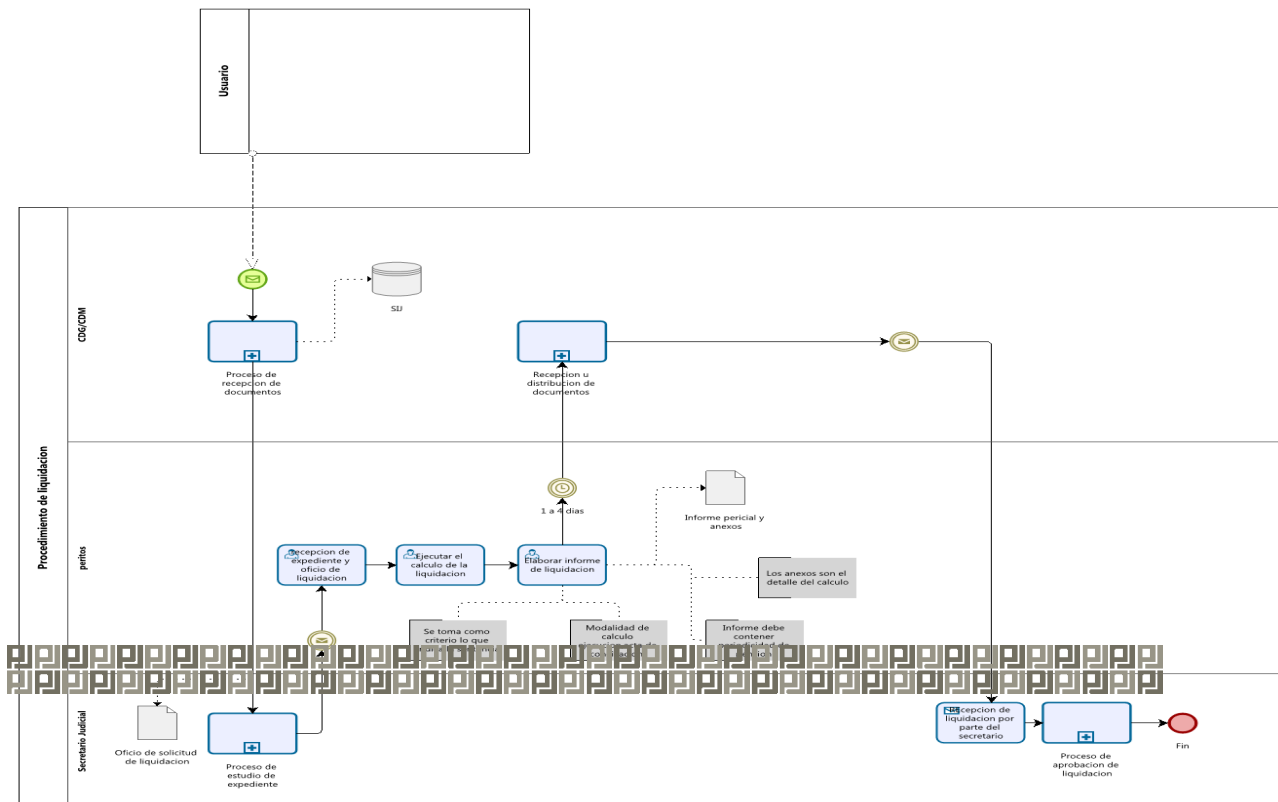 Usuario
Procedimiento de liquidacion
CDG/CDM
SIJ
Proceso de
recepcion de
documentos
Recepcion u
distribucion de
documentos
peritos
1 a 4 dias
Informe pericial y
anexos
Recepcion de
expediente y
oficio de
liquidacion
Ejecutar el
calculo de la
liquidacion
Elaborar informe
de liquidacion
Los anexos son el
detalle del calculo
Se toma como
criterio lo que
Modalidad de
calculo
Informe debe
contener
periodicidad de
Secretario Judicial
Oficio de solicitud
de liquidacion
Proceso de
estudio de
expediente
Recepcion de
liquidacion por
parte del
secretario
Proceso de
aprobacion de
liquidacion
Fin